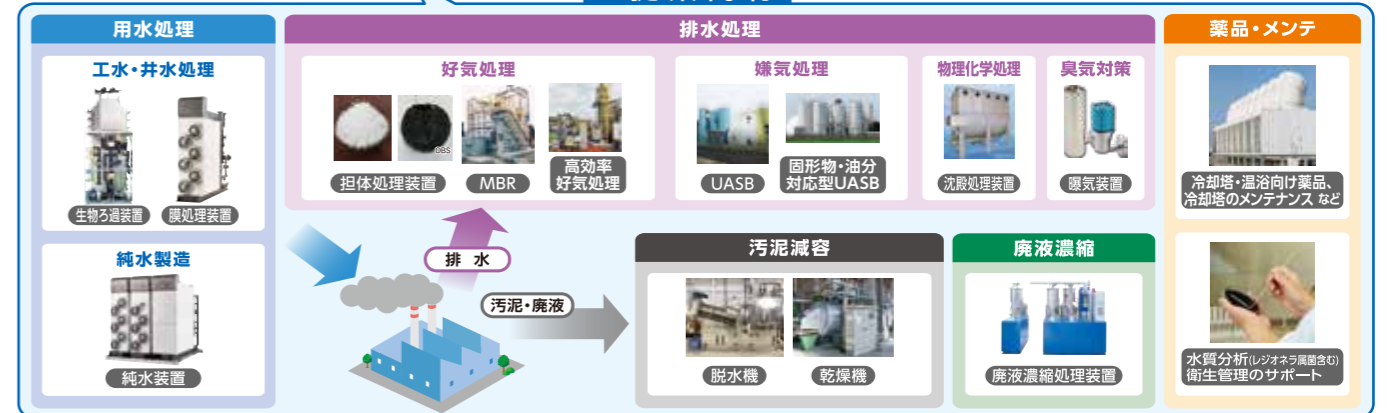 用水処理
工水・井水処理
生物ろ過装置
膜処理装置
純水製造
純水装置
排水処理
好気処理
CBS
担体処理装置
MBR
高効率
好気処理
嫌気処理
UASB
固形物・油分
対応型UASB
物理化学処理
沈殿処理装置
臭気対策
曝気装置
排 水
汚泥・廃液
汚泥減容
脱水機
乾燥機
廃液濃縮
廃液濃縮処理装置
薬品・メンテ
冷却塔・温浴向け薬品、
冷却塔のメンテナンス など
水質分析(レジオネラ属菌含む)
衛生管理のサポート